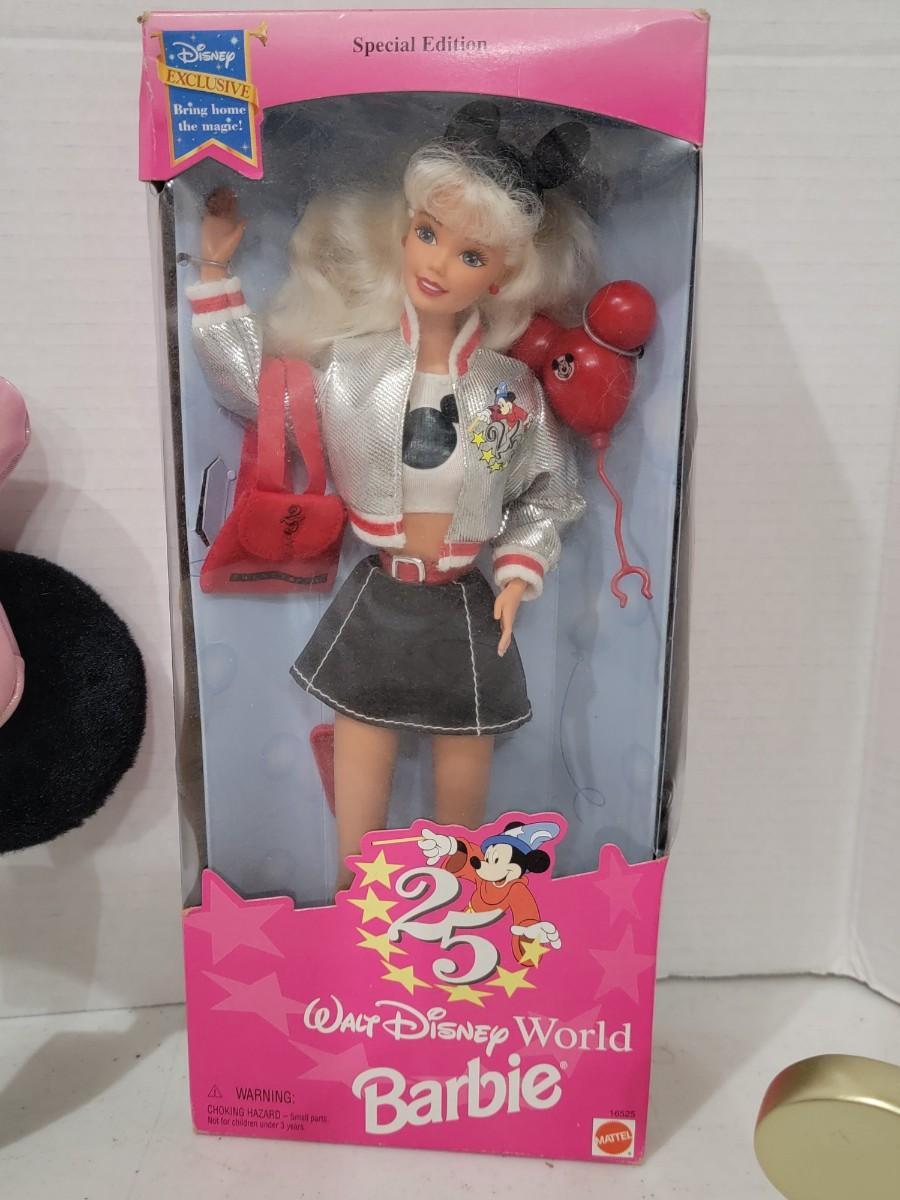 Special Edition
Disney
EXCLUSIVE
Bring home
the magic!
25
25
Walt Disney World
Barbie®
WARNING:
CHOKING HAZARD – Small parts
Not for children under 3 years.
16525
MATTEL